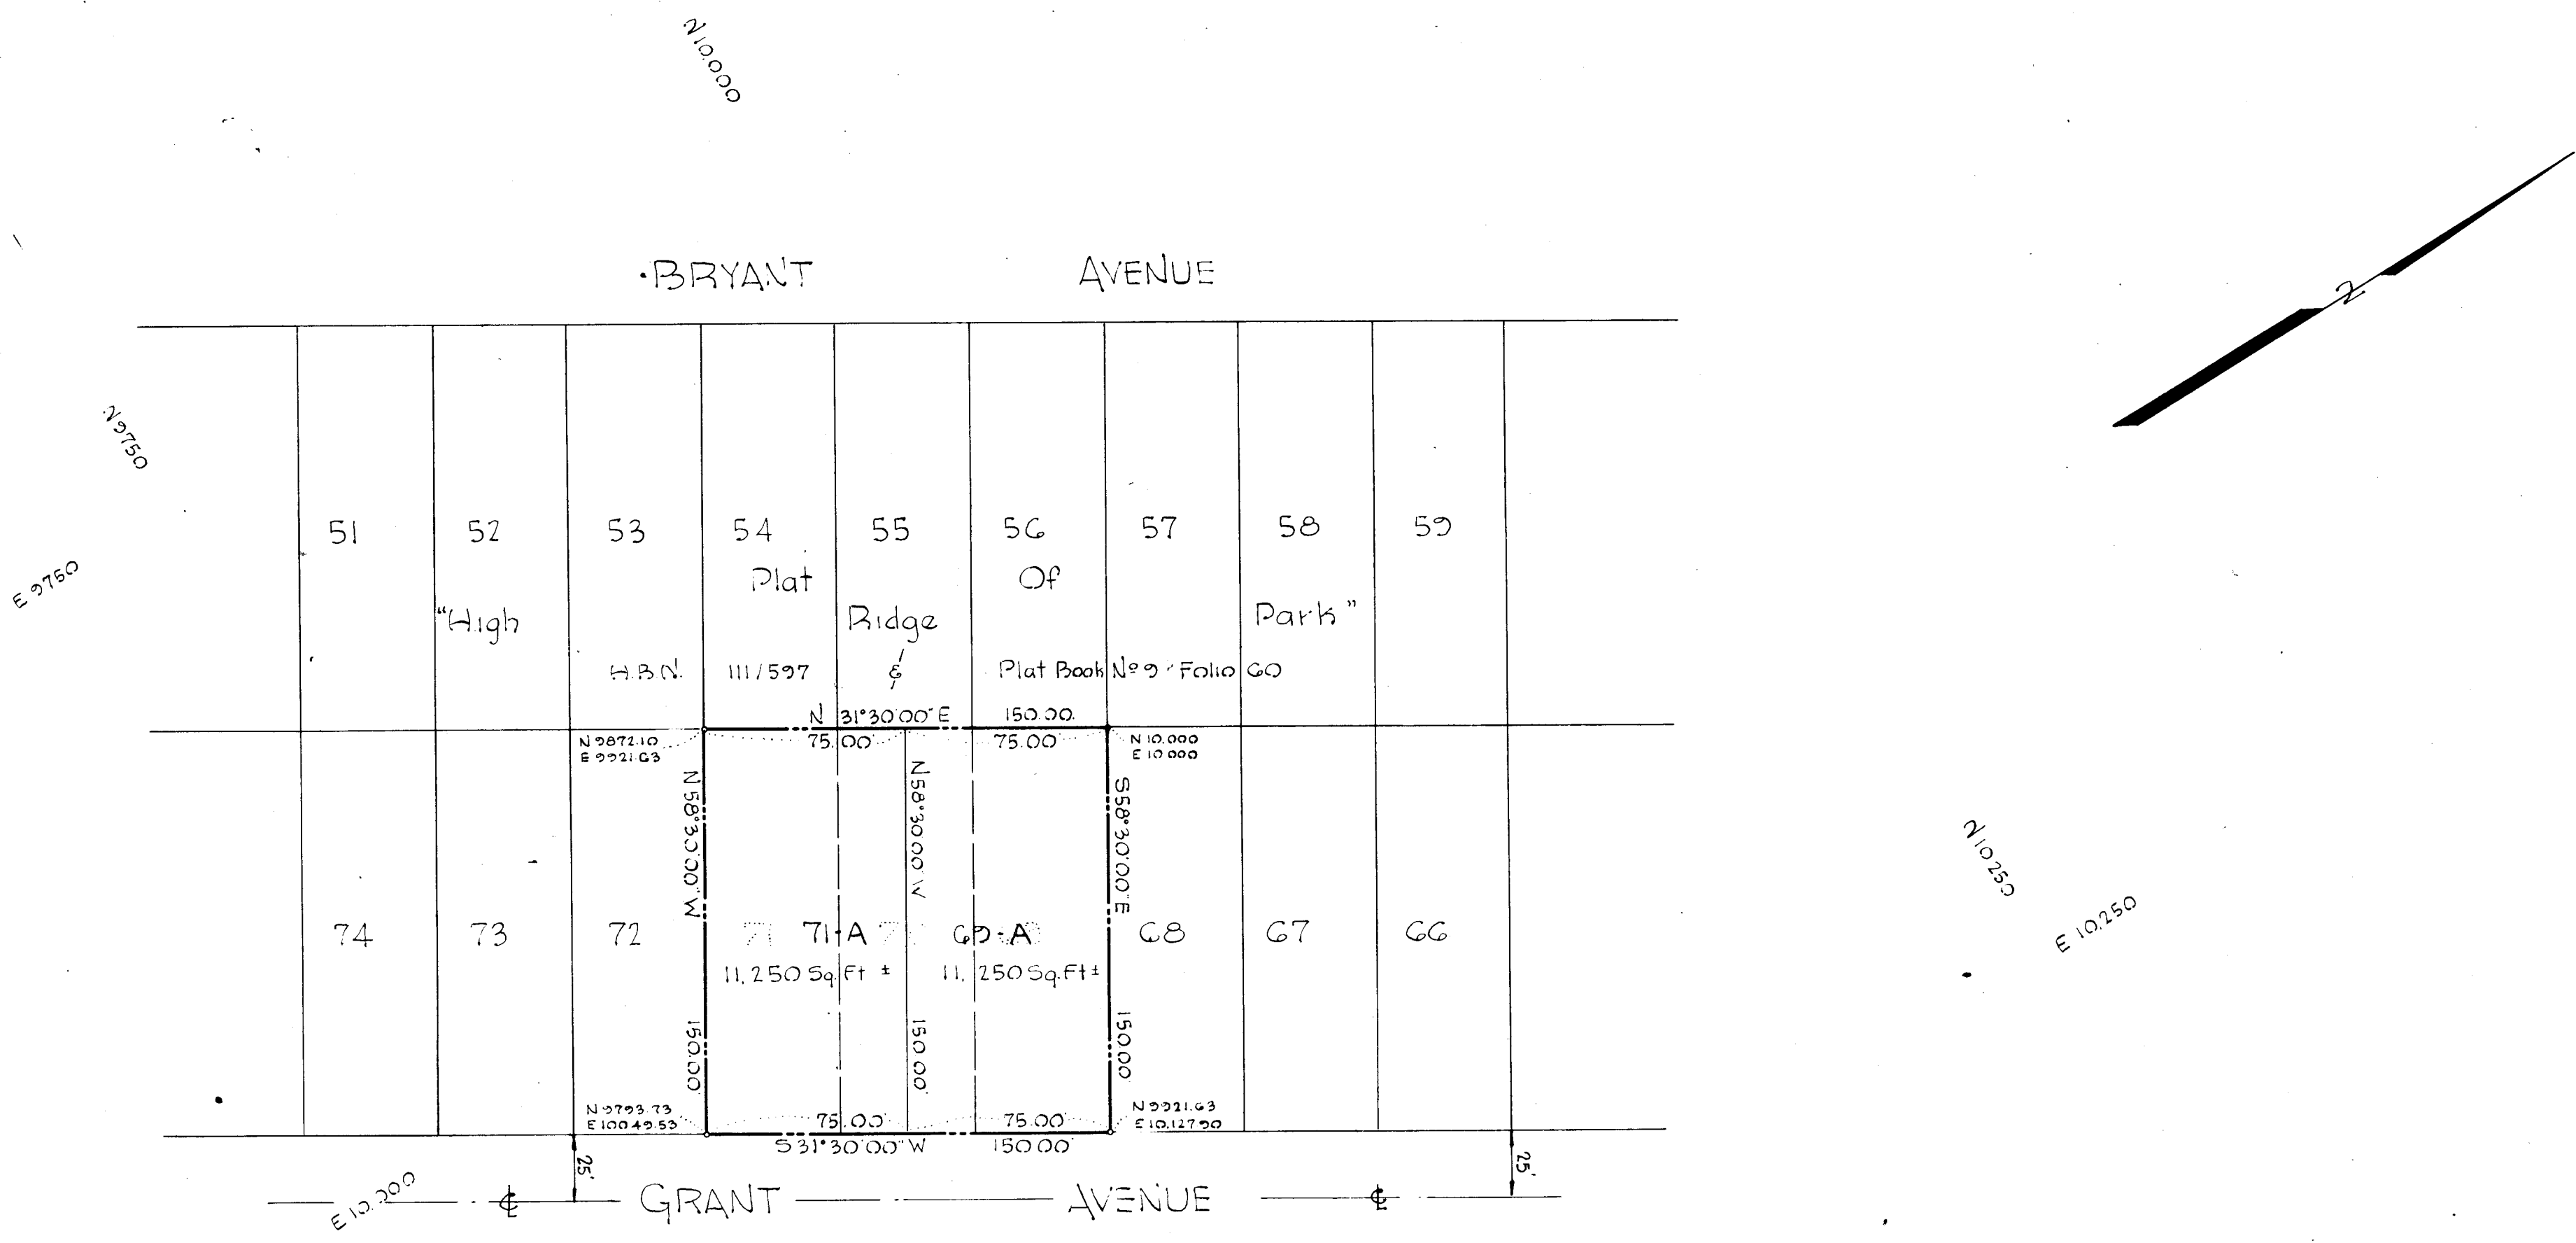 N 10.000
BRYANT AVENUE
N 9750
E 9750
51 52 53 54 55 56 57 58 59
Plat Of
"High Ridge Park"
H.B.N. 111/597 & Plat Book Nº 9 Folio 60
N 31°30'00" E 150.00'
75.00' 75.00'
N 9872.10
E 9921.63
N 10.000
E 10 000
N 58°30'00" W 150.00'
N 58°30'00" W 150.00'
S 58°30'00" E 150.00'
74 73 72 71 71-A 69-A 68 67 66
11,250 Sq. Ft ± 11,250 Sq. Ft ±
N 9793.73
E 10049.53
N 9921.63
E 10,127.90
75.00' 75.00'
S 31°30'00" W 150.00'
25' 25'
E 10.000
GRANT AVENUE
N 10.250
E 10.250
N